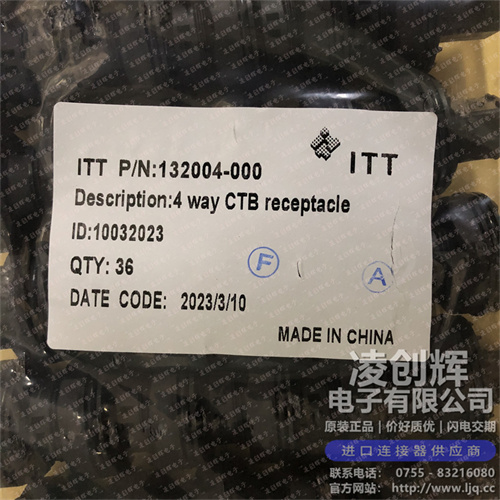 ITT
ITT P/N:132004-000
Description:4 way CTB receptacle
ID:10032023
QTY: 36
F
A
DATE CODE: 2023/3/10
MADE IN CHINA
凌创辉
电子有限公司
原装正品 | 价好质优 | 闪电交期
进口连接器供应商
联系电话: 0755 - 83216080
官方网站: http://www.ljq.cc